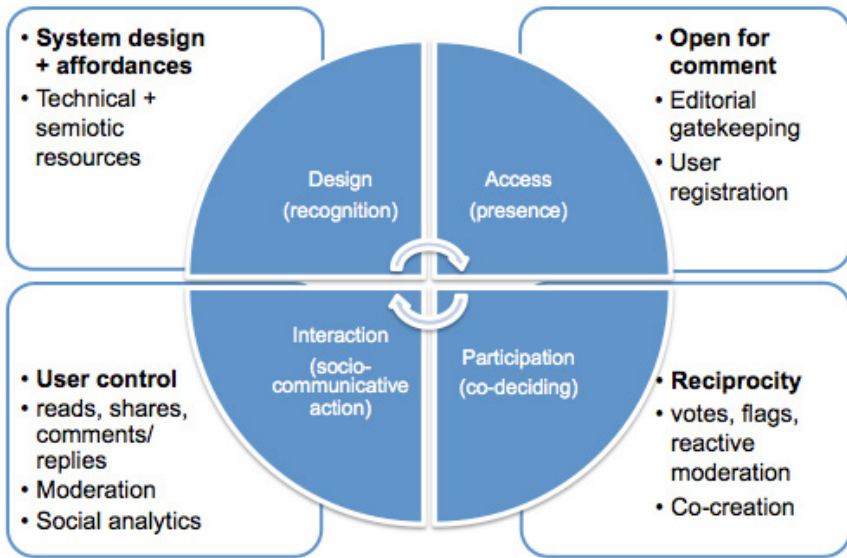 • System design
+ affordances
• Technical +
semiotic
resources
• Open for
comment
• Editorial
gatekeeping
• User
registration
Design
(recognition)
Access
(presence)
Interaction
(socio-
communicative
action)
Participation
(co-deciding)
• User control
• reads, shares,
comments/
replies
• Moderation
• Social analytics
• Reciprocity
• votes, flags,
reactive
moderation
• Co-creation